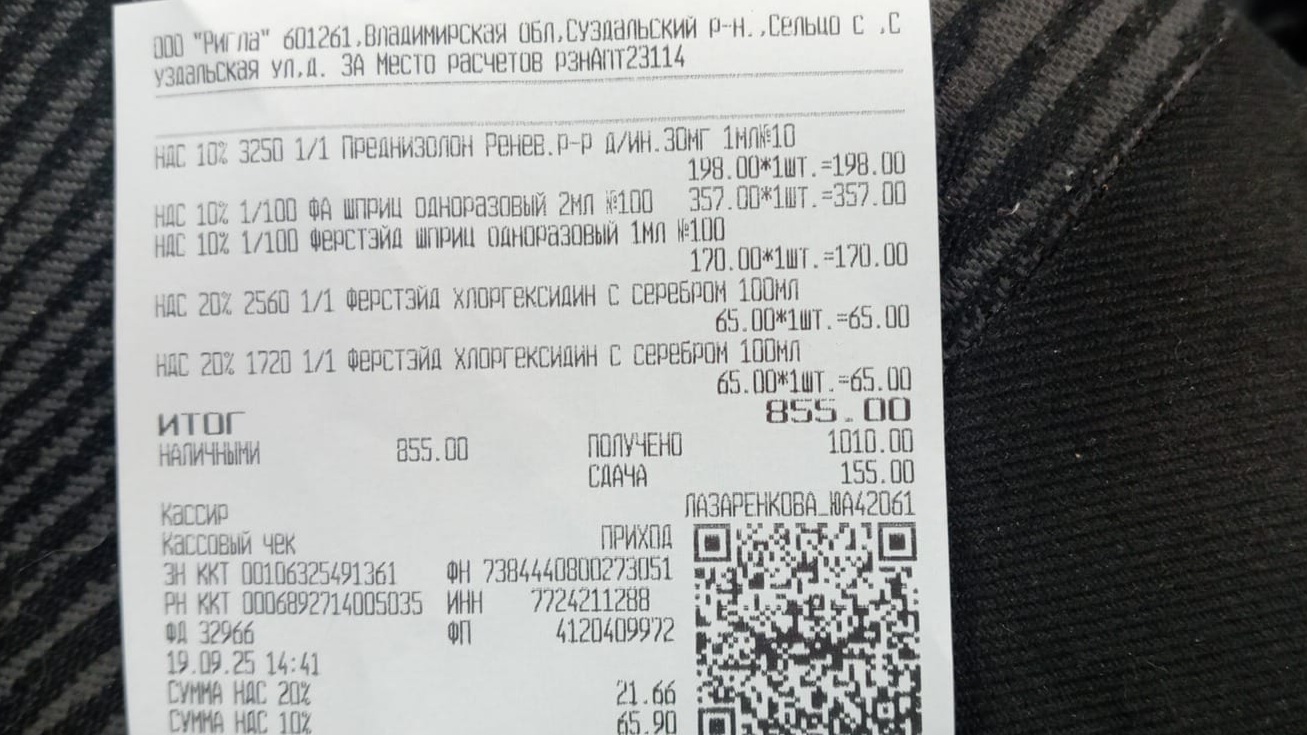 ООО "Ригла" 601261,Владимирская обл,Суздальский р-н.,Сельцо с ,С
уздальская ул,д. 3А Место расчетов РЗНАПТ23114
НДС 10% 3250 1/1 Преднизолон Ренев.р-р д/ин.30мг 1мл№10
198.00*1шт.=198.00
НДС 10% 1/100 ФА шприц одноразовый 2мл №100 357.00*1шт.=357.00
НДС 10% 1/100 Ферстэйд шприц одноразовый 1мл №100
170.00*1шт.=170.00
НДС 20% 2560 1/1 Ферстэйд Хлоргексидин с серебром 100мл
65.00*1шт.=65.00
НДС 20% 1720 1/1 Ферстэйд Хлоргексидин с серебром 100мл
65.00*1шт.=65.00
ИТОГ 855.00
НАЛИЧНЫМИ 855.00 ПОЛУЧЕНО 1010.00
СДАЧА 155.00
Кассир ЛАЗАРЕНКОВА_ЮА42061
Кассовый чек ПРИХОД
ЗН ККТ 00106325491361 ФН 7384440800273051
РН ККТ 0006892714005035 ИНН 7724211288
ФД 32966 ФП 4120409972
19.09.25 14:41
СУММА НДС 20% 21.66
СУММА НДС 10% 65.90